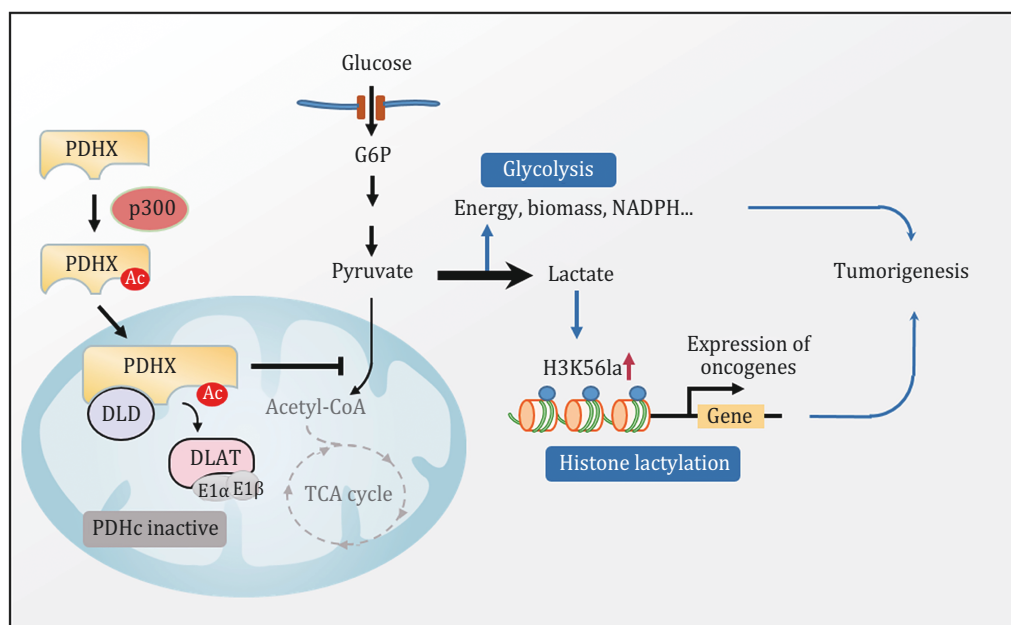 Glucose
G6P
Pyruvate
PDHX
p300
PDHX
Ac
PDHX
Ac
DLD
DLAT
E1α
E1β
PDHc inactive
Acetyl-CoA
TCA cycle
Glycolysis
Energy, biomass, NADPH...
Lactate
H3K56la
Expression of
oncogenes
Gene
Histone lactylation
Tumorigenesis